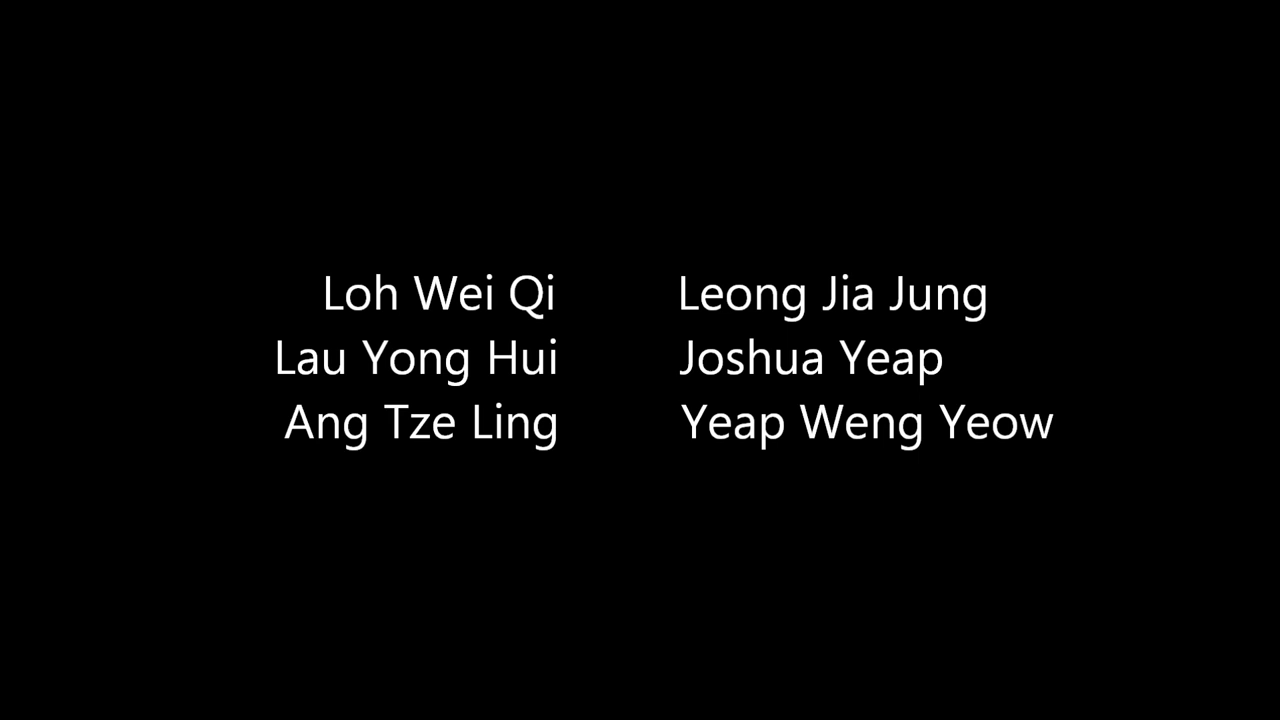 Loh Wei Qi Leong Jia Jung
Lau Yong Hui Joshua Yeap
Ang Tze Ling Yeap Weng Yeow